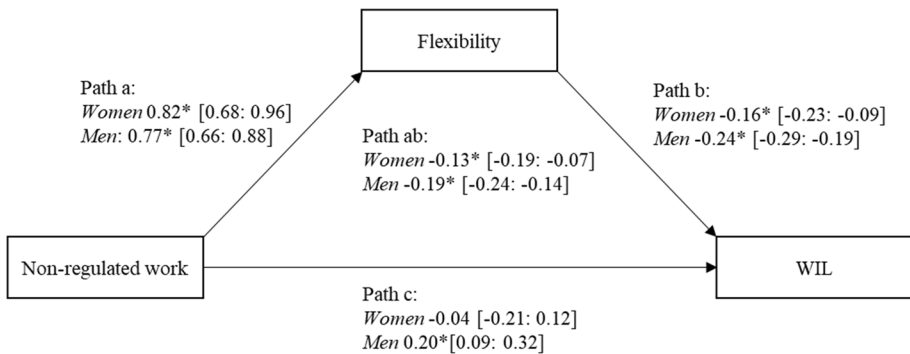 Flexibility
Path a:
Women 0.82* [0.68: 0.96]
Men: 0.77* [0.66: 0.88]
Path b:
Women -0.16* [-0.23: -0.09]
Men -0.24* [-0.29: -0.19]
Path ab:
Women -0.13* [-0.19: -0.07]
Men -0.19* [-0.24: -0.14]
Non-regulated work
WIL
Path c:
Women -0.04 [-0.21: 0.12]
Men 0.20*[0.09: 0.32]